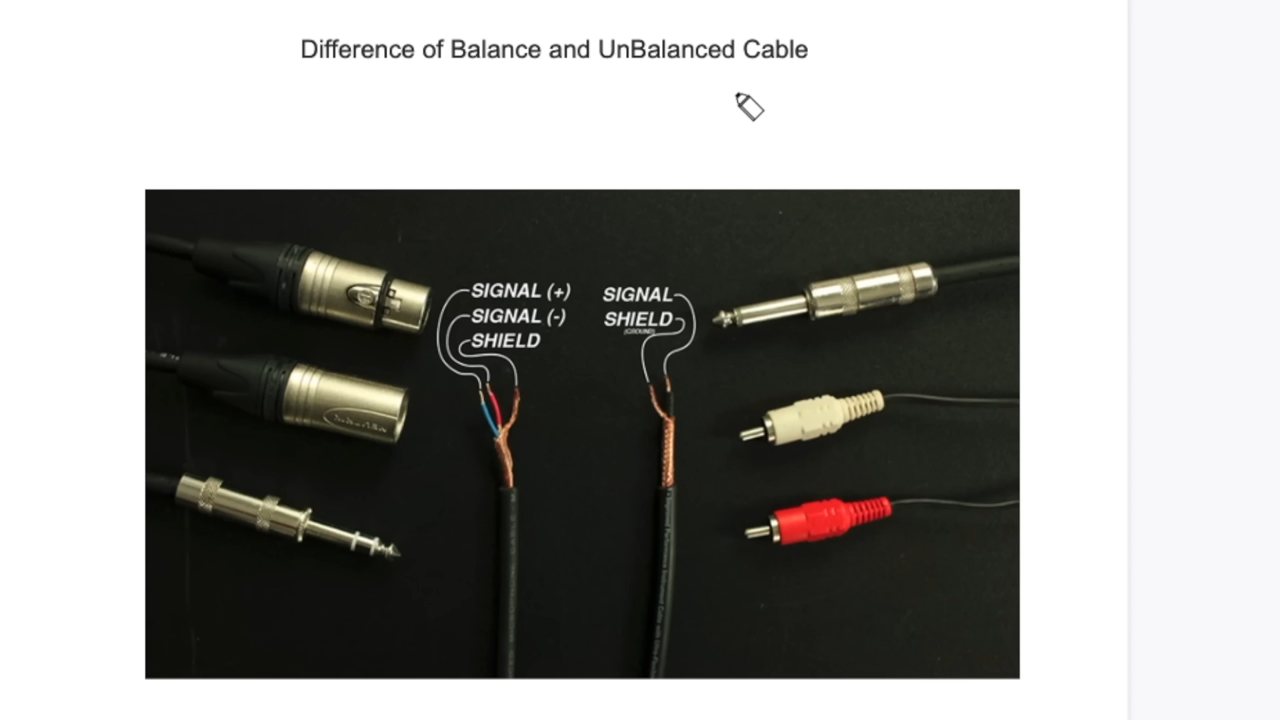 Difference of Balance and UnBalanced Cable
SIGNAL (+)
SIGNAL (-)
SHIELD
SIGNAL
SHIELD
(GROUND)